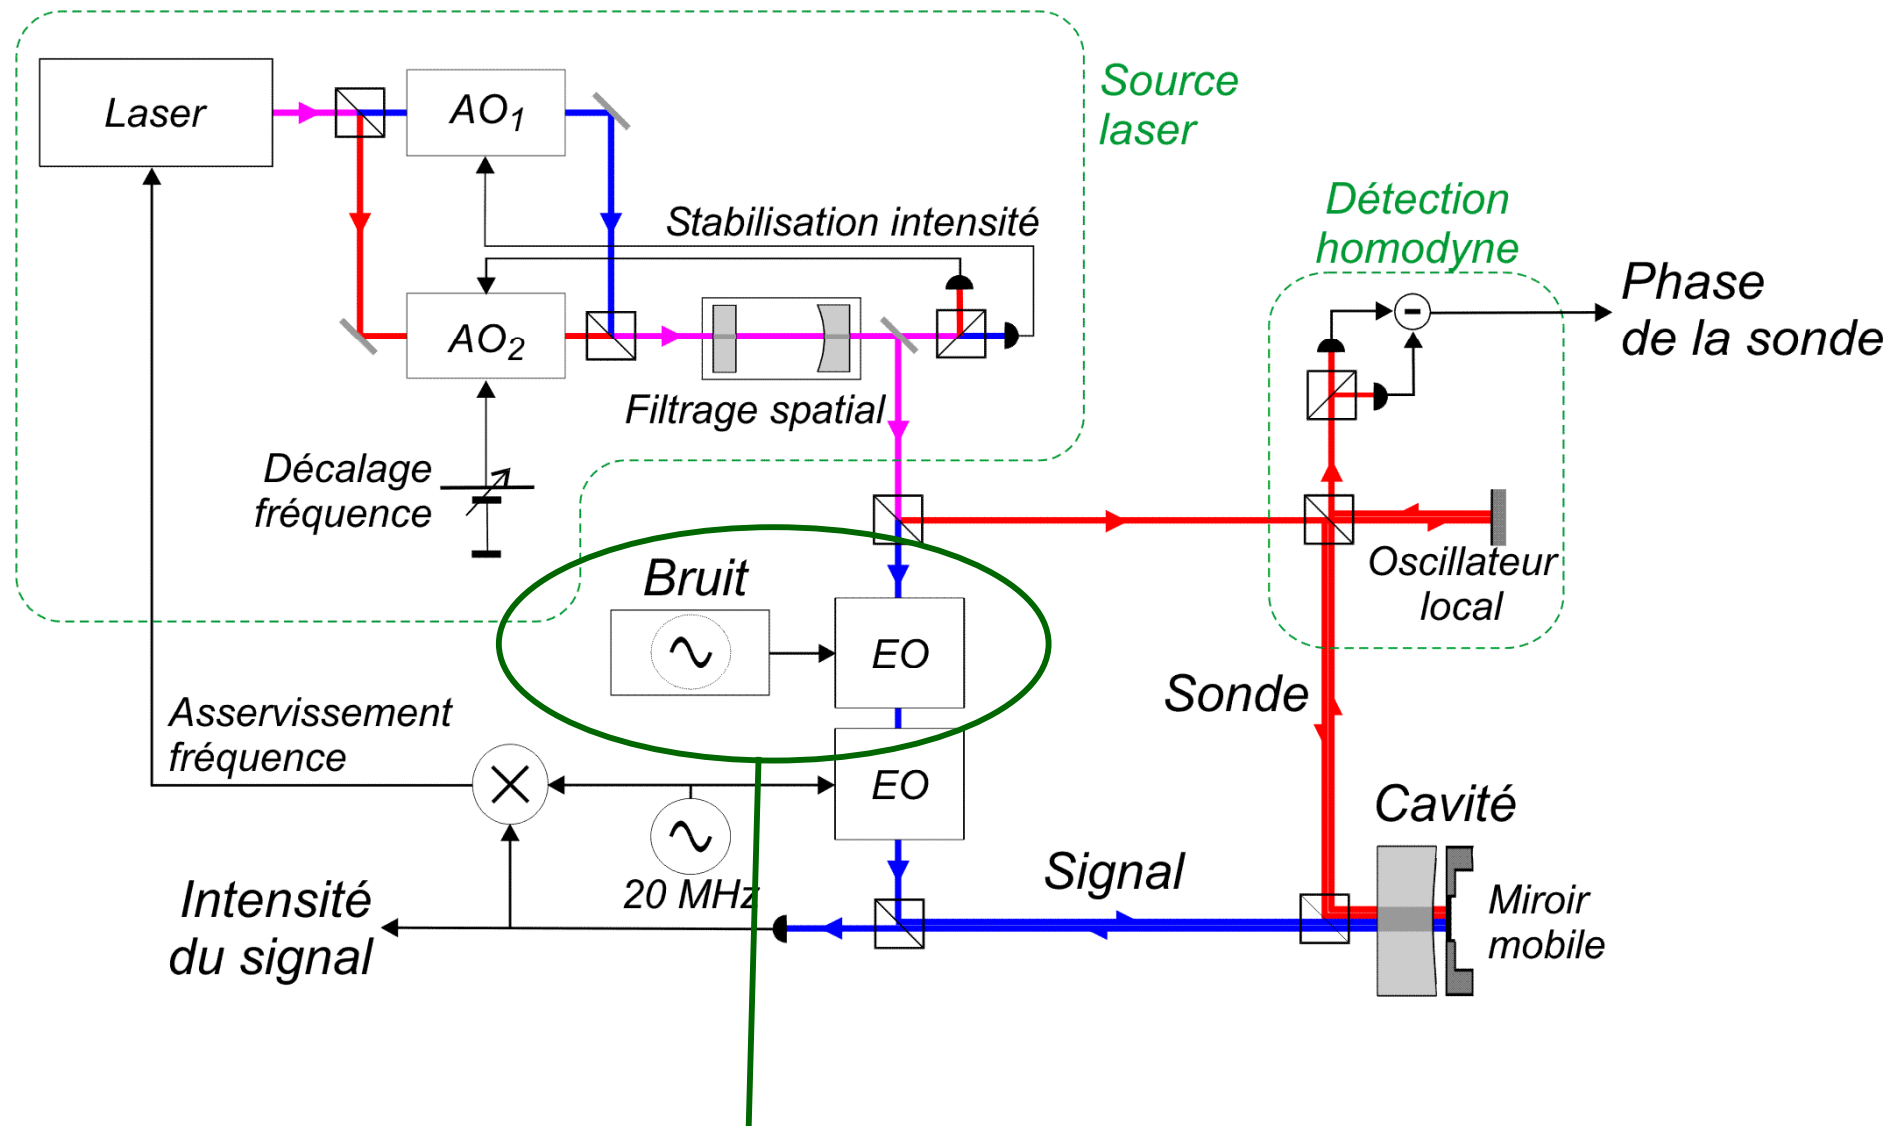 Laser
AO1
Source
laser
Stabilisation intensité
AO2
Filtrage spatial
Décalage
fréquence
Détection
homodyne
-
Phase
de la sonde
Oscillateur
local
Bruit
EO
Sonde
Asservissement
fréquence
EO
20 MHz
Cavité
Signal
Miroir
mobile
Intensité
du signal